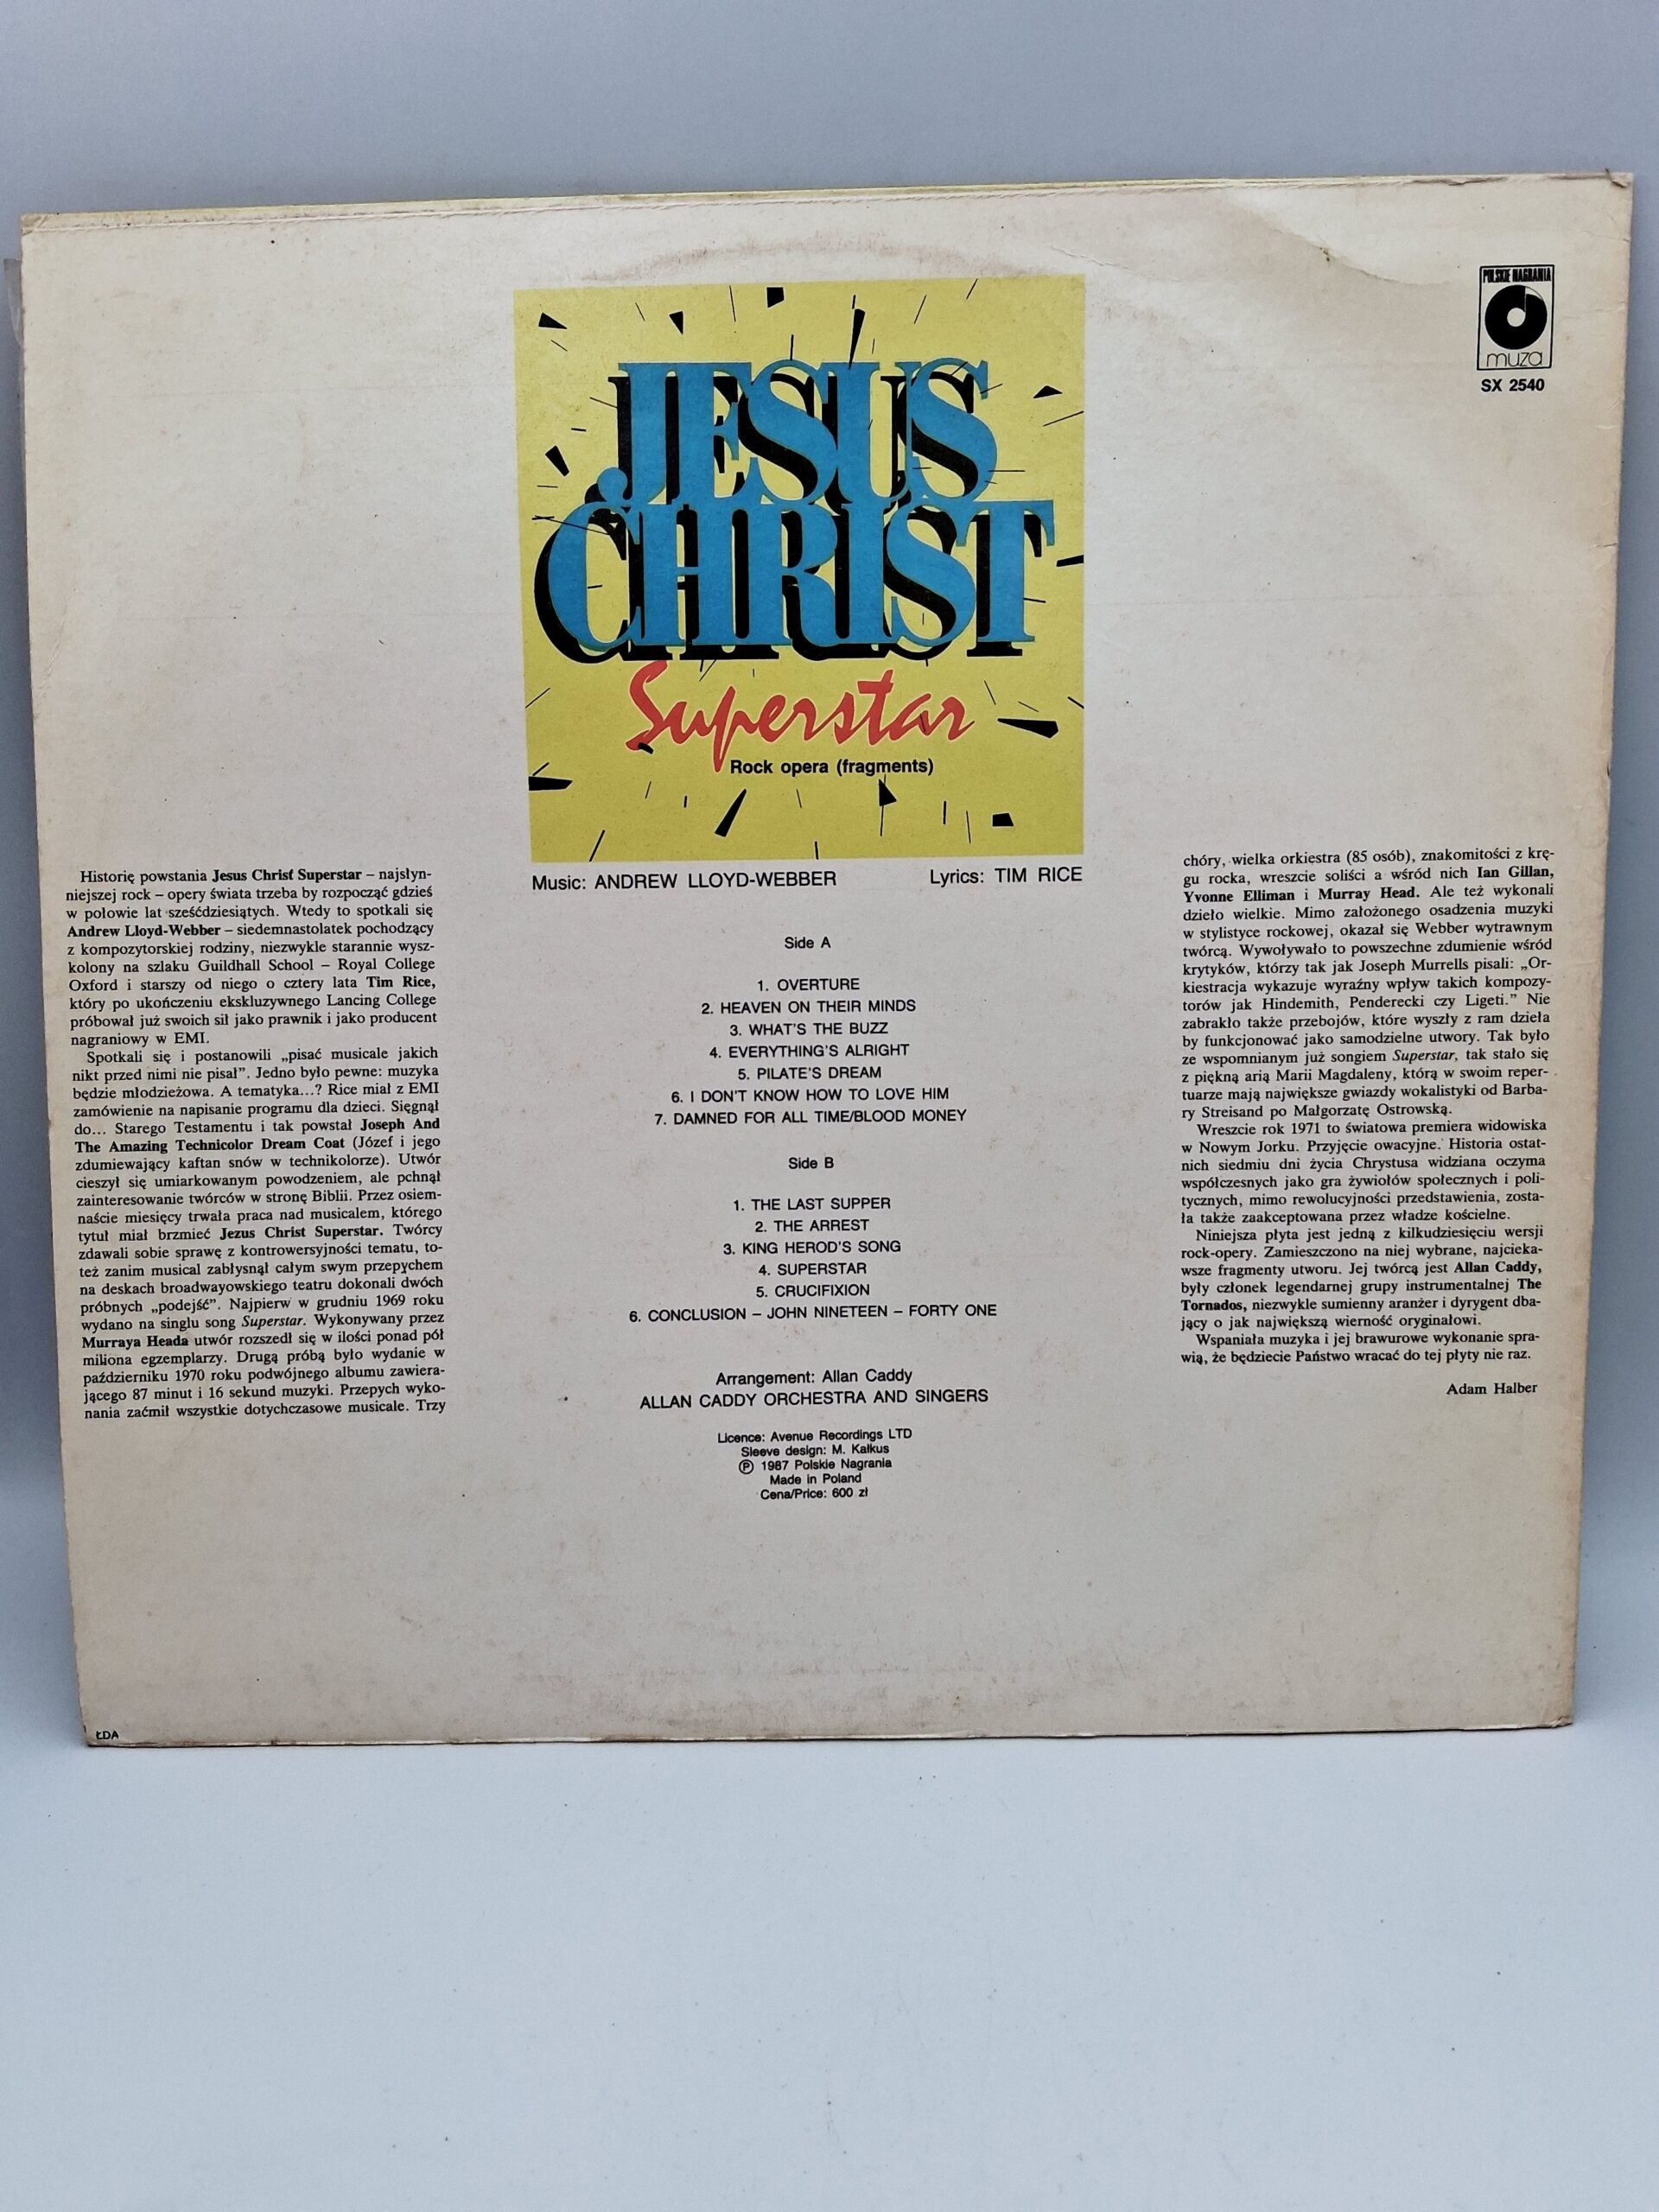 POLSKIE NAGRANIA
muza
SX 2540
JESUS
CHRIST
Superstar
Rock opera (fragments)
Music: ANDREW LLOYD-WEBBER
Lyrics: TIM RICE
Historię powstania Jesus Christ Superstar – najsłyn-
niejszej rock – opery świata trzeba by rozpocząć gdzieś
w połowie lat sześćdziesiątych. Wtedy to spotkali się
Andrew Lloyd-Webber – siedemnastolatek pochodzący
z kompozytorskiej rodziny, niezwykle starannie wysz-
kolony na szlaku Guildhall School – Royal College
Oxford i starszy od niego o cztery lata Tim Rice,
który po ukończeniu ekskluzywnego Lancing College
próbował już swoich sił jako prawnik i jako producent
nagraniowy w EMI.
Spotkali się i postanowili „pisać musicale jakich
nikt przed nimi nie pisał”. Jedno było pewne: muzyka
będzie młodzieżowa. A tematyka...? Rice miał z EMI
zamówienie na napisanie programu dla dzieci. Sięgnął
do... Starego Testamentu i tak powstał Joseph And
The Amazing Technicolor Dream Coat (Józef i jego
zdumiewający kaftan snów w technikolorze). Utwór
cieszył się umiarkowanym powodzeniem, ale pchnął
zainteresowanie twórców w stronę Biblii. Przez osiem-
naście miesięcy trwała praca nad musicalem, którego
tytuł miał brzmieć Jezus Christ Superstar. Twórcy
zdawali sobie sprawę z kontrowersyjności tematu, to-
też zanim musical zabłysnął całym swym przepychem
na deskach broadwayowskiego teatru dokonali dwóch
próbnych „podejść”. Najpierw w grudniu 1969 roku
wydano na singlu song Superstar. Wykonywany przez
Murraya Heada utwór rozszedł się w ilości ponad pół
miliona egzemplarzy. Drugą próbą było wydanie w
październiku 1970 roku podwójnego albumu zawiera-
jącego 87 minut i 16 sekund muzyki. Przepych wyko-
nania zaćmił wszystkie dotychczasowe musicale. Trzy
Side A
1. OVERTURE
2. HEAVEN ON THEIR MINDS
3. WHAT'S THE BUZZ
4. EVERYTHING'S ALRIGHT
5. PILATE'S DREAM
6. I DON'T KNOW HOW TO LOVE HIM
7. DAMNED FOR ALL TIME/BLOOD MONEY
Side B
1. THE LAST SUPPER
2. THE ARREST
3. KING HEROD'S SONG
4. SUPERSTAR
5. CRUCIFIXION
6. CONCLUSION – JOHN NINETEEN – FORTY ONE
Arrangement: Allan Caddy
ALLAN CADDY ORCHESTRA AND SINGERS
Licence: Avenue Recordings LTD
Sleeve design: M. Kałkus
Ⓟ 1987 Polskie Nagrania
Made in Poland
Cena/Price: 600 zł
chóry, wielka orkiestra (85 osób), znakomitości z krę-
gu rocka, wreszcie soliści a wśród nich Ian Gillan,
Yvonne Elliman i Murray Head. Ale też wykonali
dzieło wielkie. Mimo założonego osadzenia muzyki
w stylistyce rockowej, okazał się Webber wytrawnym
twórcą. Wywoływało to powszechne zdumienie wśród
krytyków, którzy tak jak Joseph Murrells pisali: „Or-
kiestracja wykazuje wyraźny wpływ takich kompozy-
torów jak Hindemith, Penderecki czy Ligeti.” Nie
zabrakło także przebojów, które wyszły z ram dzieła
by funkcjonować jako samodzielne utwory. Tak było
ze wspomnianym już songiem Superstar, tak stało się
z piękną arią Marii Magdaleny, którą w swoim reper-
tuarze mają największe gwiazdy wokalistyki od Barba-
ry Streisand po Małgorzatę Ostrowską.
Wreszcie rok 1971 to światowa premiera widowiska
w Nowym Jorku. Przyjęcie owacyjne. Historia ostat-
nich siedmiu dni życia Chrystusa widziana oczyma
współczesnych jako gra żywiołów społecznych i poli-
tycznych, mimo rewolucyjności przedstawienia, zosta-
ła także zaakceptowana przez władze kościelne.
Niniejsza płyta jest jedną z kilkudziesięciu wersji
rock-opery. Zamieszczono na niej wybrane, najcieka-
wsze fragmenty utworu. Jej twórcą jest Allan Caddy,
były członek legendarnej grupy instrumentalnej The
Tornados, niezwykle sumienny aranżer i dyrygent dba-
jący o jak największą wierność oryginałowi.
Wspaniała muzyka i jej brawurowe wykonanie spra-
wią, że będziecie Państwo wracać do tej płyty nie raz.
Adam Halber
ŁDA